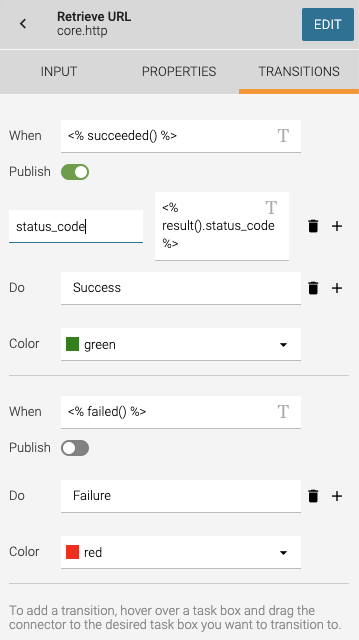 Retrieve URL
core.http
EDIT
INPUT PROPERTIES TRANSITIONS
When <% succeeded() %> T
Publish
status_code
<% T
result().status_code
%>
Do Success
Color green
When <% failed() %> T
Publish
Do Failure
Color red
To add a transition, hover over a task box and drag the
connector to the desired task box you want to transition to.